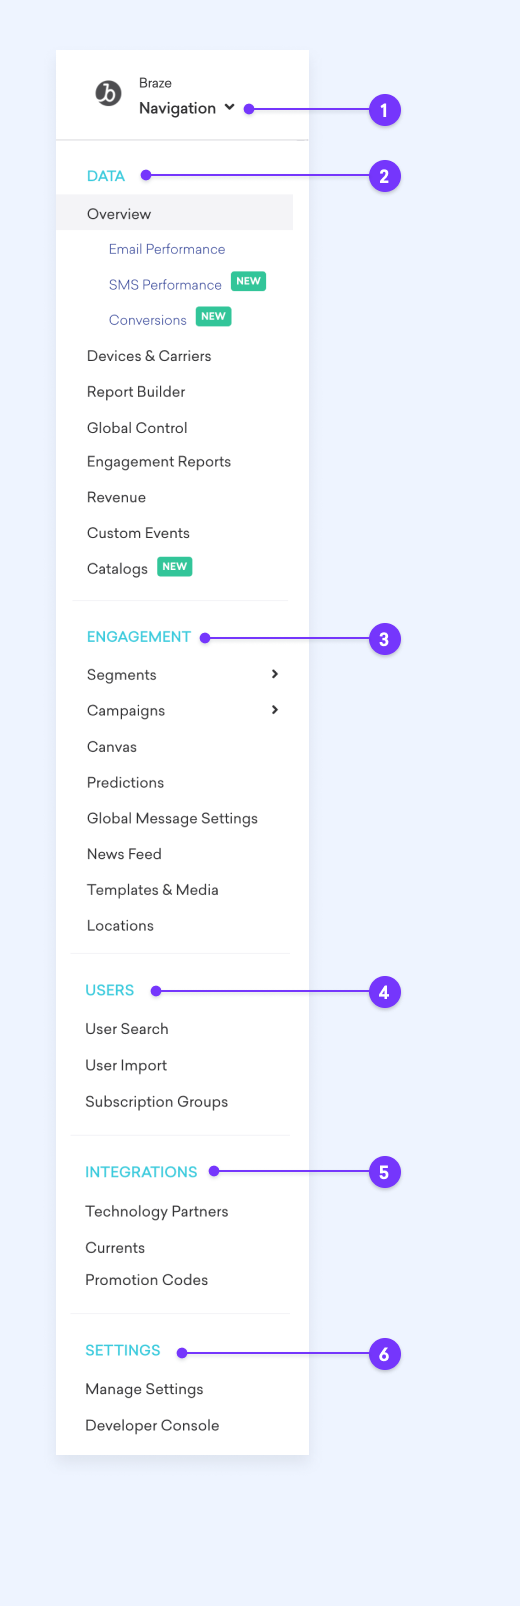 Braze
Navigation
1
DATA
2
Overview
Email Performance
SMS Performance NEW
Conversions NEW
Devices & Carriers
Report Builder
Global Control
Engagement Reports
Revenue
Custom Events
Catalogs NEW
ENGAGEMENT
3
Segments
Campaigns
Canvas
Predictions
Global Message Settings
News Feed
Templates & Media
Locations
USERS
4
User Search
User Import
Subscription Groups
INTEGRATIONS
5
Technology Partners
Currents
Promotion Codes
SETTINGS
6
Manage Settings
Developer Console